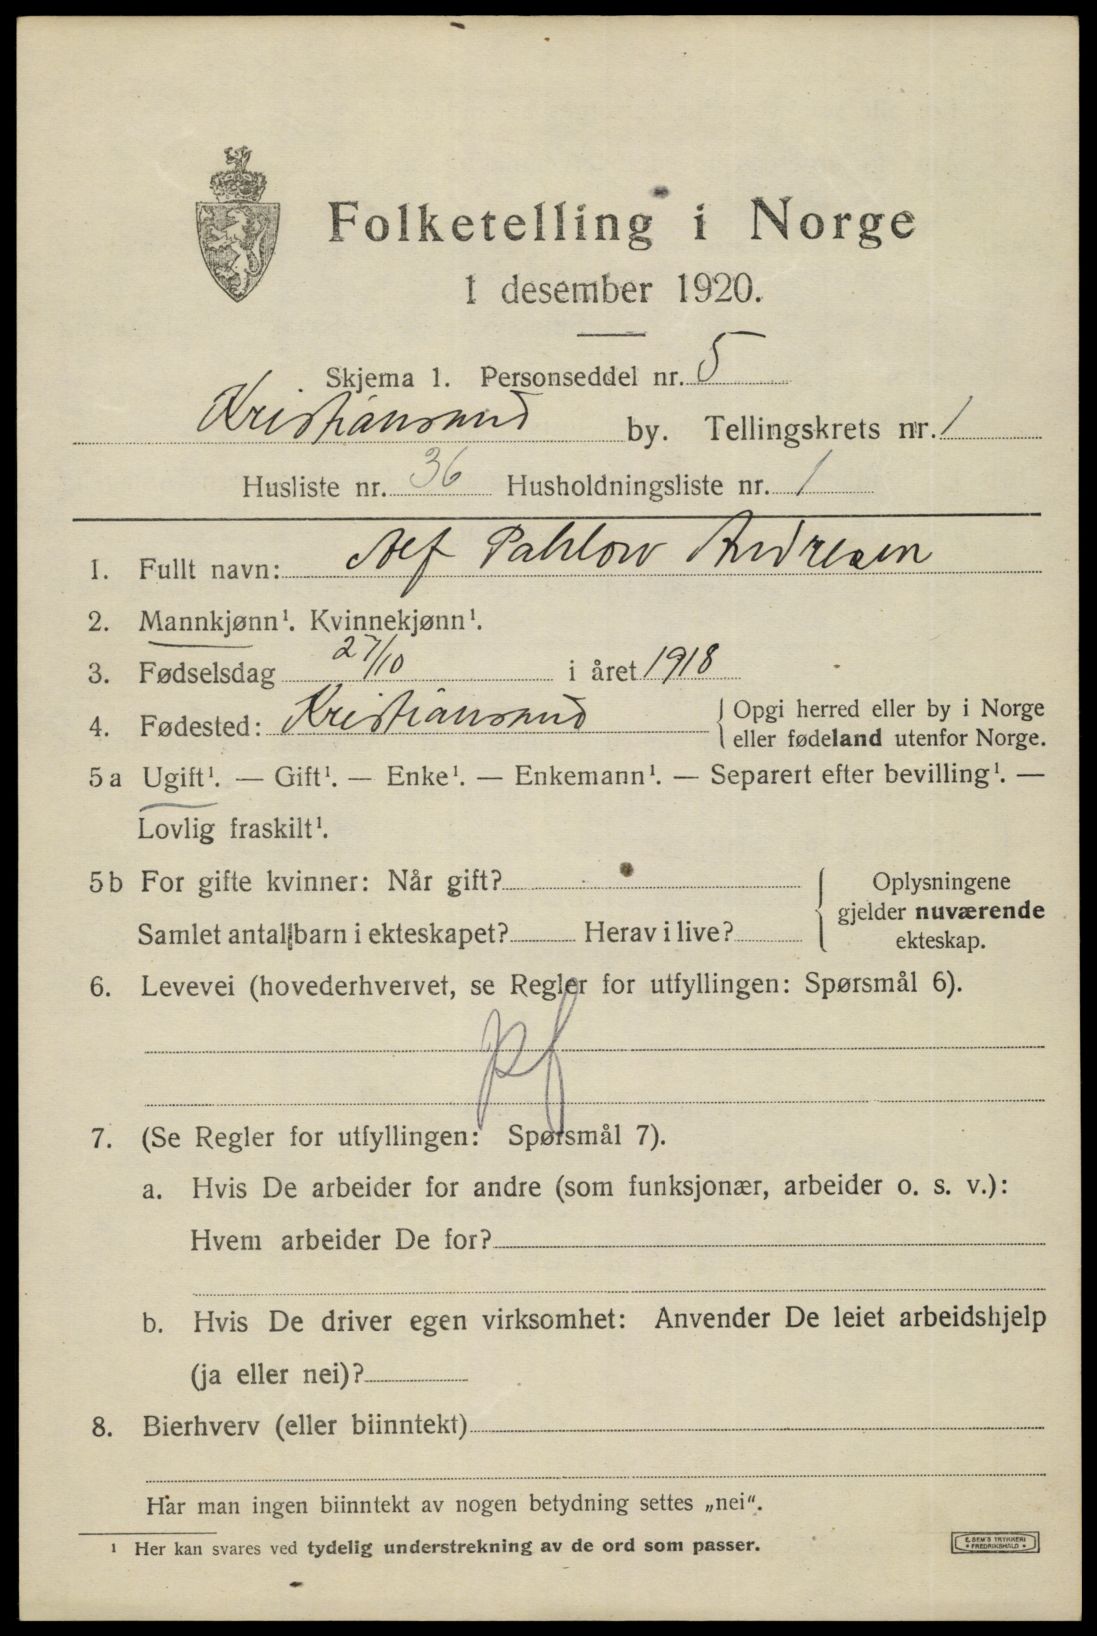 Folketelling i Norge
1 desember 1920.
Skjema 1. Personseddel nr. 5
Kristiansund by. Tellingskrets nr. 1
Husliste nr. 36 Husholdningsliste nr. 1
1. Fullt navn: Alf Pahlow Andresen
2. Mannkjønn¹. Kvinnekjønn¹.
3. Fødselsdag 27/10 i året 1918
4. Fødested: Kristiansund { Opgi herred eller by i Norge
eller fødeland utenfor Norge.
5a Ugift¹. — Gift¹. — Enke¹. — Enkemann¹. — Separert efter bevilling¹. —
Lovlig fraskilt¹.
5b For gifte kvinner: Når gift?
Samlet antall barn i ekteskapet? Herav i live?
{ Oplysningene
gjelder nuværende
ekteskap.
6. Levevei (hovederhvervet, se Regler for utfyllingen: Spørsmål 6).
pf
7. (Se Regler for utfyllingen: Spørsmål 7).
a. Hvis De arbeider for andre (som funksjonær, arbeider o. s. v.):
Hvem arbeider De for?
b. Hvis De driver egen virksomhet: Anvender De leiet arbeidshjelp
(ja eller nei)?
8. Bierhverv (eller biinntekt)
Har man ingen biinntekt av nogen betydning settes „nei“.
¹ Her kan svares ved tydelig understrekning av de ord som passer.
E. SEM'S TRYKKERI
• FREDRIKSHALD •